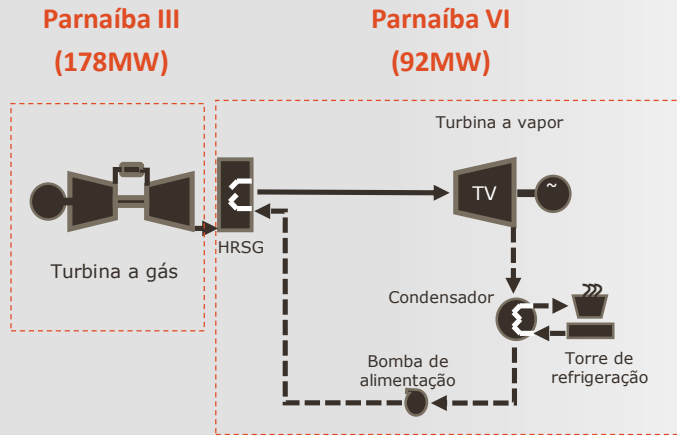 Parnaíba III
(178MW)
Parnaíba VI
(92MW)
Turbina a vapor
TV
~
HRSG
Turbina a gás
Condensador
Bomba de
alimentação
Torre de
refrigeração